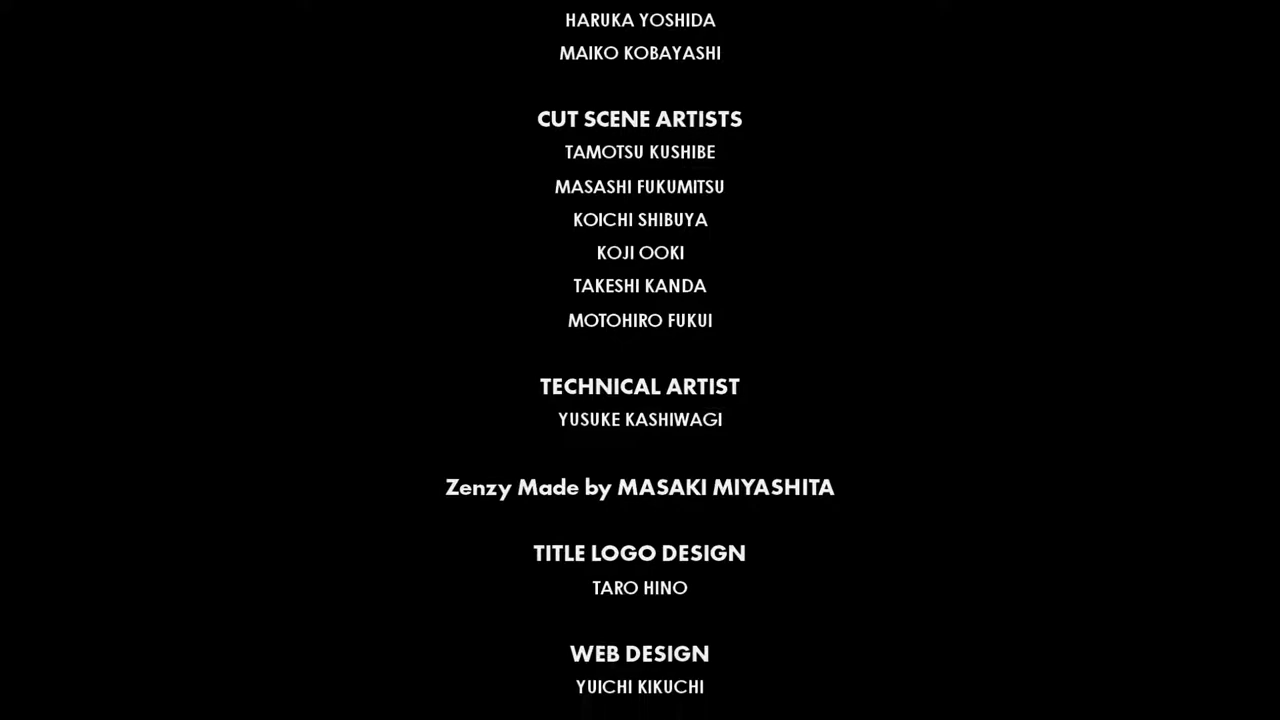 HARUKA YOSHIDA
MAIKO KOBAYASHI
CUT SCENE ARTISTS
TAMOTSU KUSHIBE
MASASHI FUKUMITSU
KOICHI SHIBUYA
KOJI OOKI
TAKESHI KANDA
MOTOHIRO FUKUI
TECHNICAL ARTIST
YUSUKE KASHIWAGI
Zenzy Made by MASAKI MIYASHITA
TITLE LOGO DESIGN
TARO HINO
WEB DESIGN
YUICHI KIKUCHI